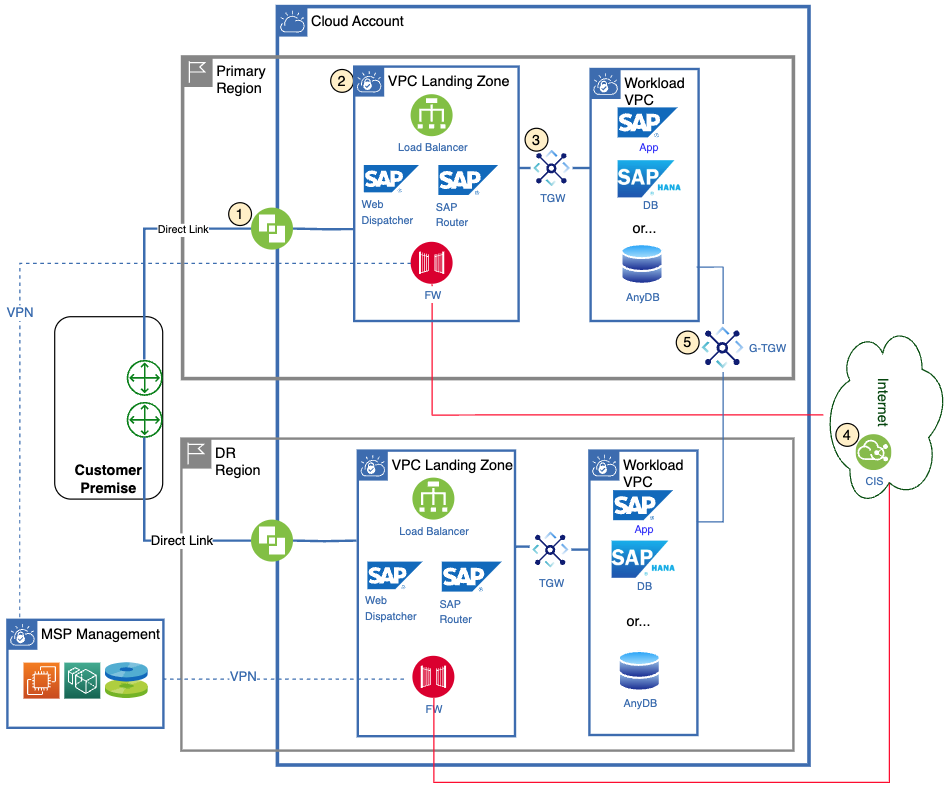 Cloud Account
Primary
Region
2
VPC Landing Zone
Load Balancer
SAP
®
Web
Dispatcher
SAP
®
SAP
Router
FW
3
TGW
Workload
VPC
SAP
®
App
SAP
®
HANA
DB
or...
AnyDB
1
Direct Link
VPN
5
G-TGW
Internet
4
CIS
Customer
Premise
DR
Region
VPC Landing Zone
Load Balancer
SAP
®
Web
Dispatcher
SAP
®
SAP
Router
FW
TGW
Workload
VPC
SAP
®
App
SAP
®
HANA
DB
or...
AnyDB
Direct Link
MSP Management
VPN